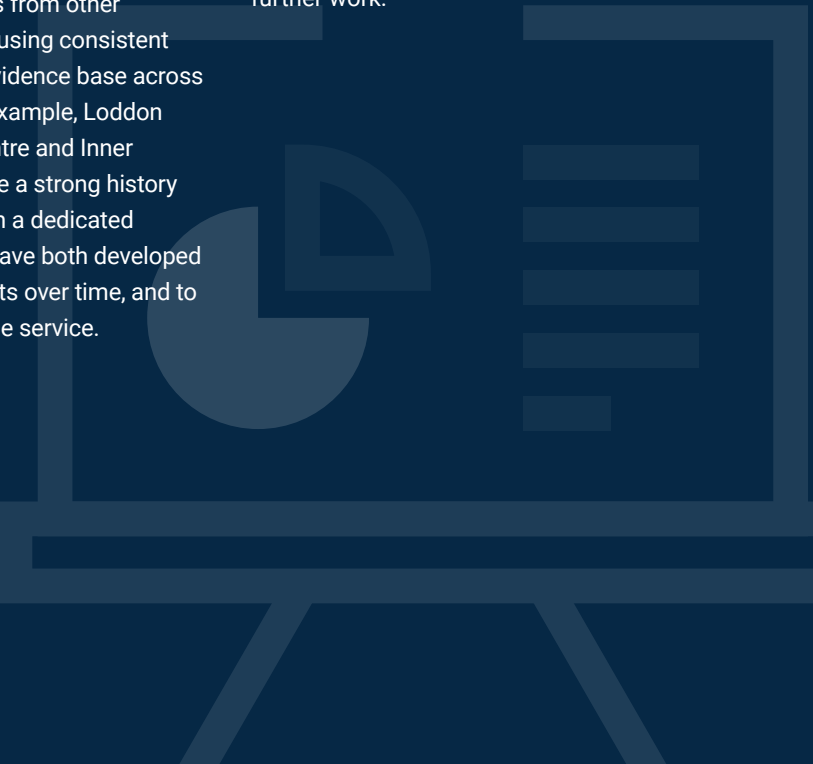 s from other
using consistent
vidence base across
xample, Loddon
tre and Inner
e a strong history
n a dedicated
ave both developed
ts over time, and to
e service.
further work.